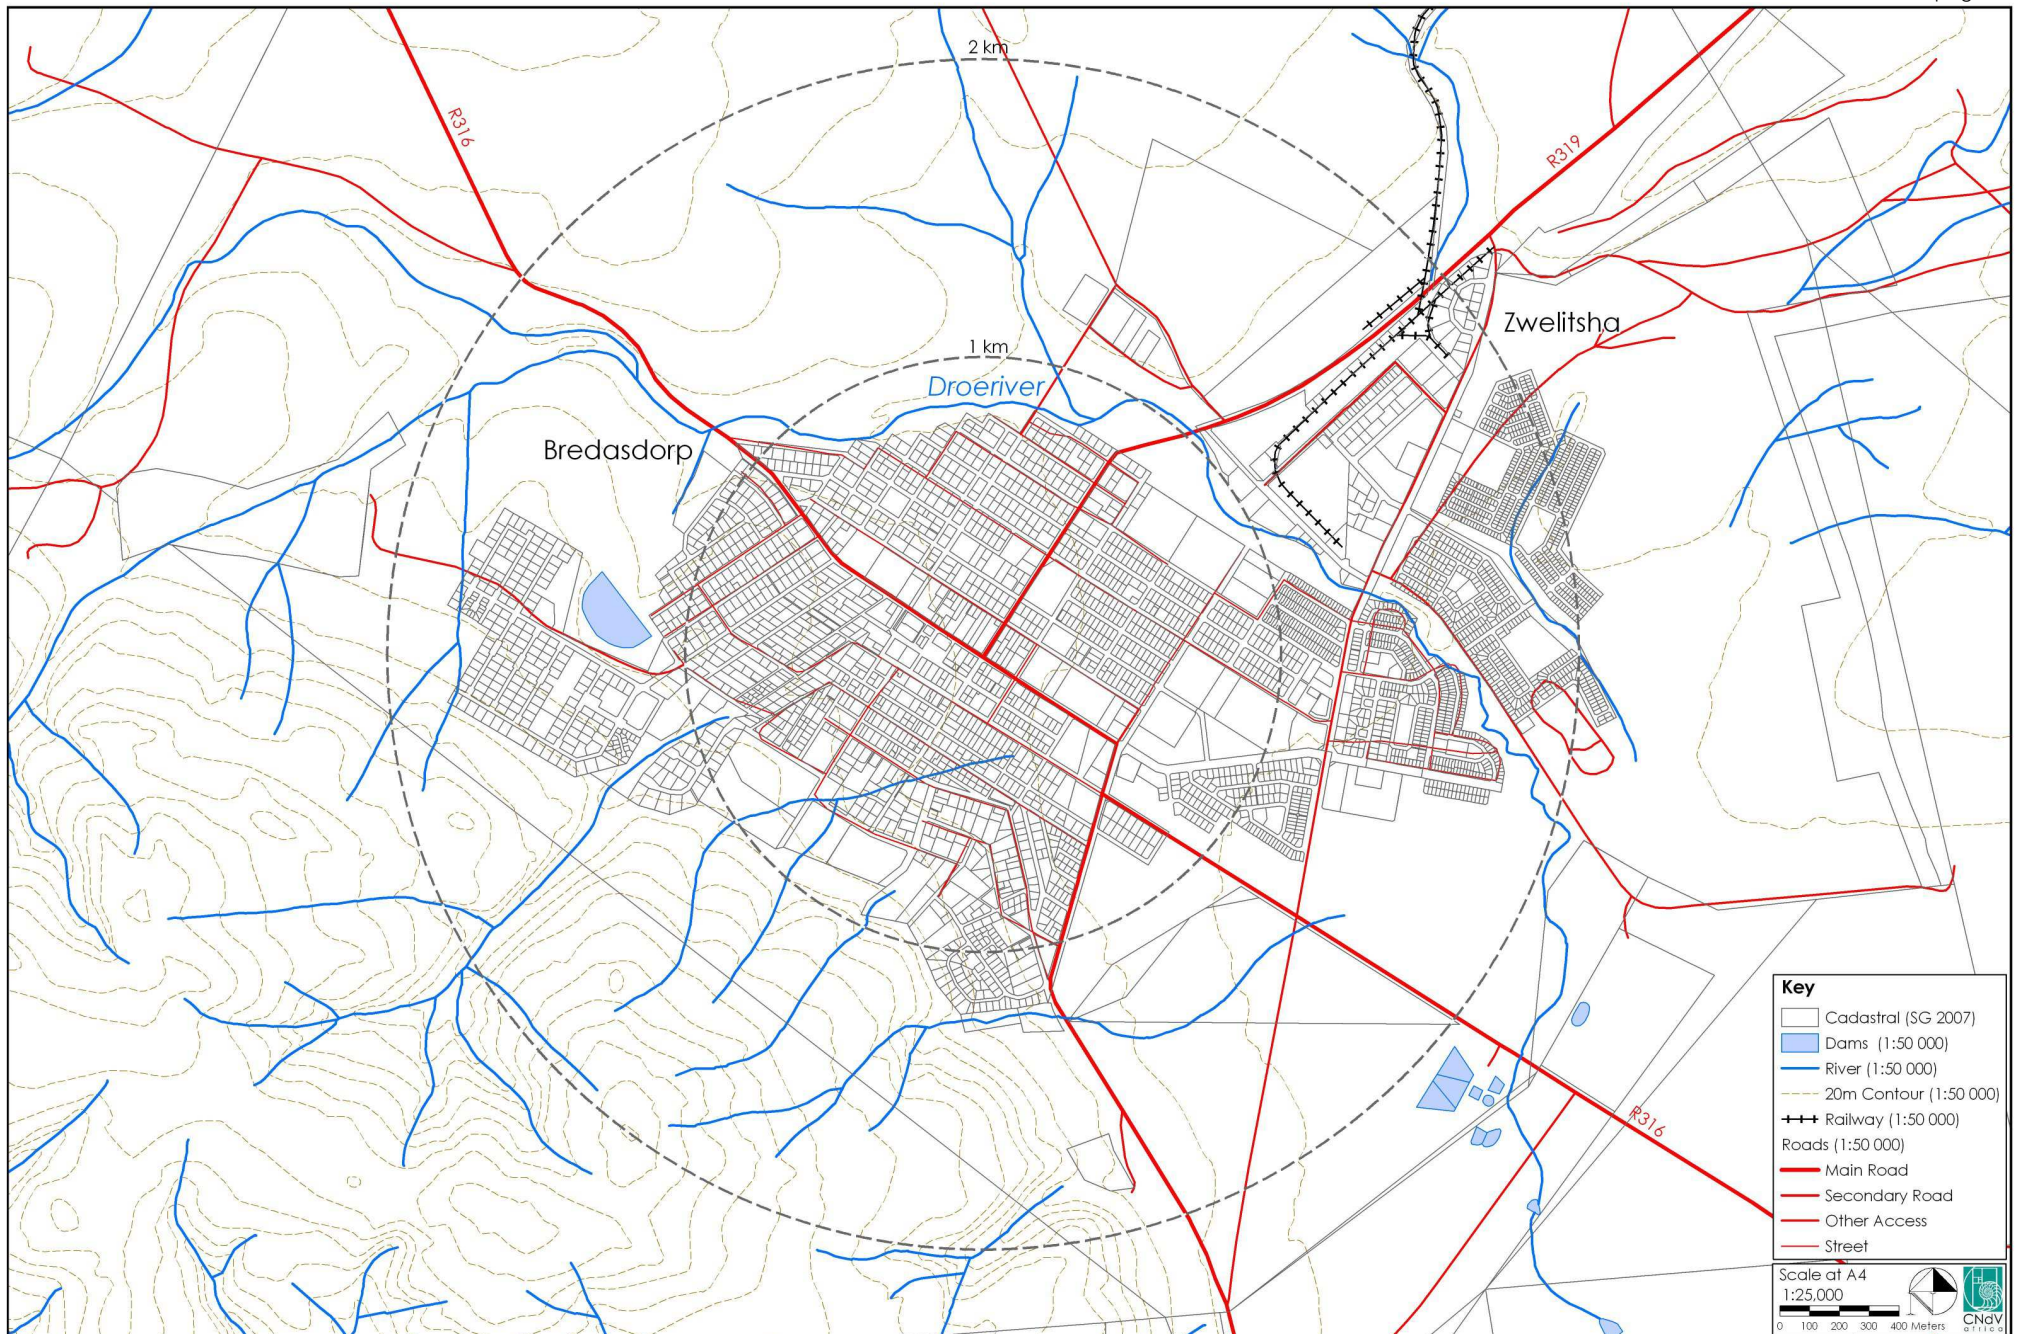 2 km
R316
R319
Zwelitsha
1 km
Droeriver
Bredasdorp
R316
Key
Cadastral (SG 2007)
Dams (1:50 000)
River (1:50 000)
20m Contour (1:50 000)
Railway (1:50 000)
Roads (1:50 000)
Main Road
Secondary Road
Other Access
Street
Scale at A4
1:25,000
0 100 200 300 400 Meters
CNdV
africa